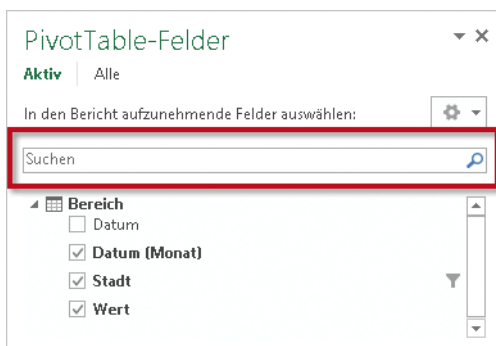 PivotTable-Felder
Aktiv Alle
In den Bericht aufzunehmende Felder auswählen:
Suchen
Bereich
Datum
Datum (Monat)
Stadt
Wert